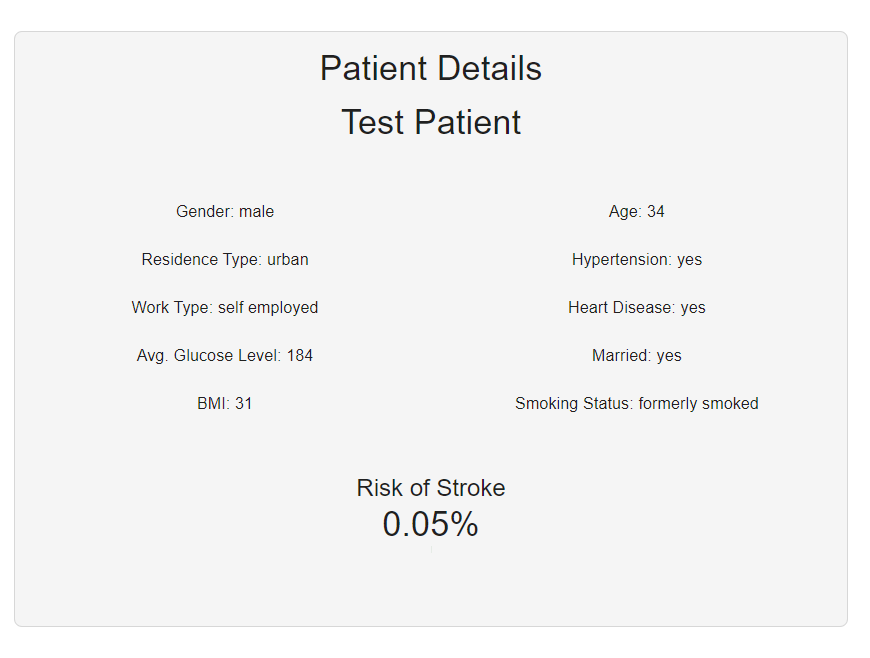 Patient Details
Test Patient
Gender: male
Age: 34
Residence Type: urban
Hypertension: yes
Work Type: self employed
Heart Disease: yes
Avg. Glucose Level: 184
Married: yes
BMI: 31
Smoking Status: formerly smoked
Risk of Stroke
0.05%